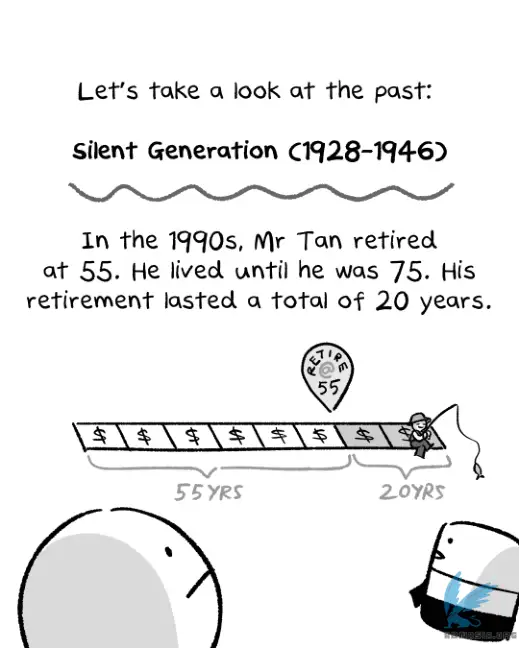 Let's take a look at the past:
Silent Generation (1928-1946)
In the 1990s, Mr Tan retired
at 55. He lived until he was 75. His
retirement lasted a total of 20 years.
RETIRE
@
55
$ $ $ $ $ $ $ $
55YRS 20YRS